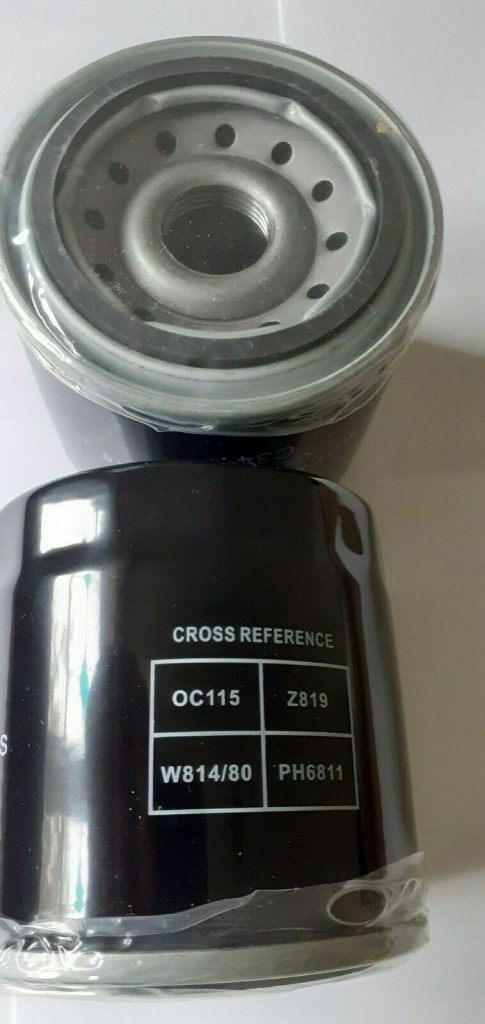 CROSS REFERENCE
OC115 Z819
W814/80 PH6811
S